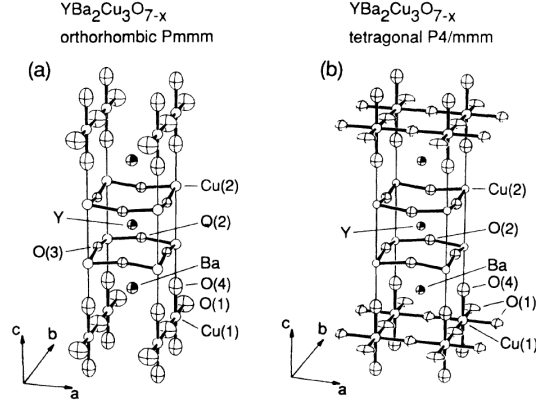 YBa₂Cu₃O₇₋ₓ
orthorhombic Pmmm
(a)
Cu(2)
Y
O(2)
O(3)
Ba
O(4)
O(1)
Cu(1)
c
b
a
YBa₂Cu₃O₇₋ₓ
tetragonal P4/mmm
(b)
Cu(2)
Y
O(2)
Ba
O(4)
O(1)
Cu(1)
c
b
a